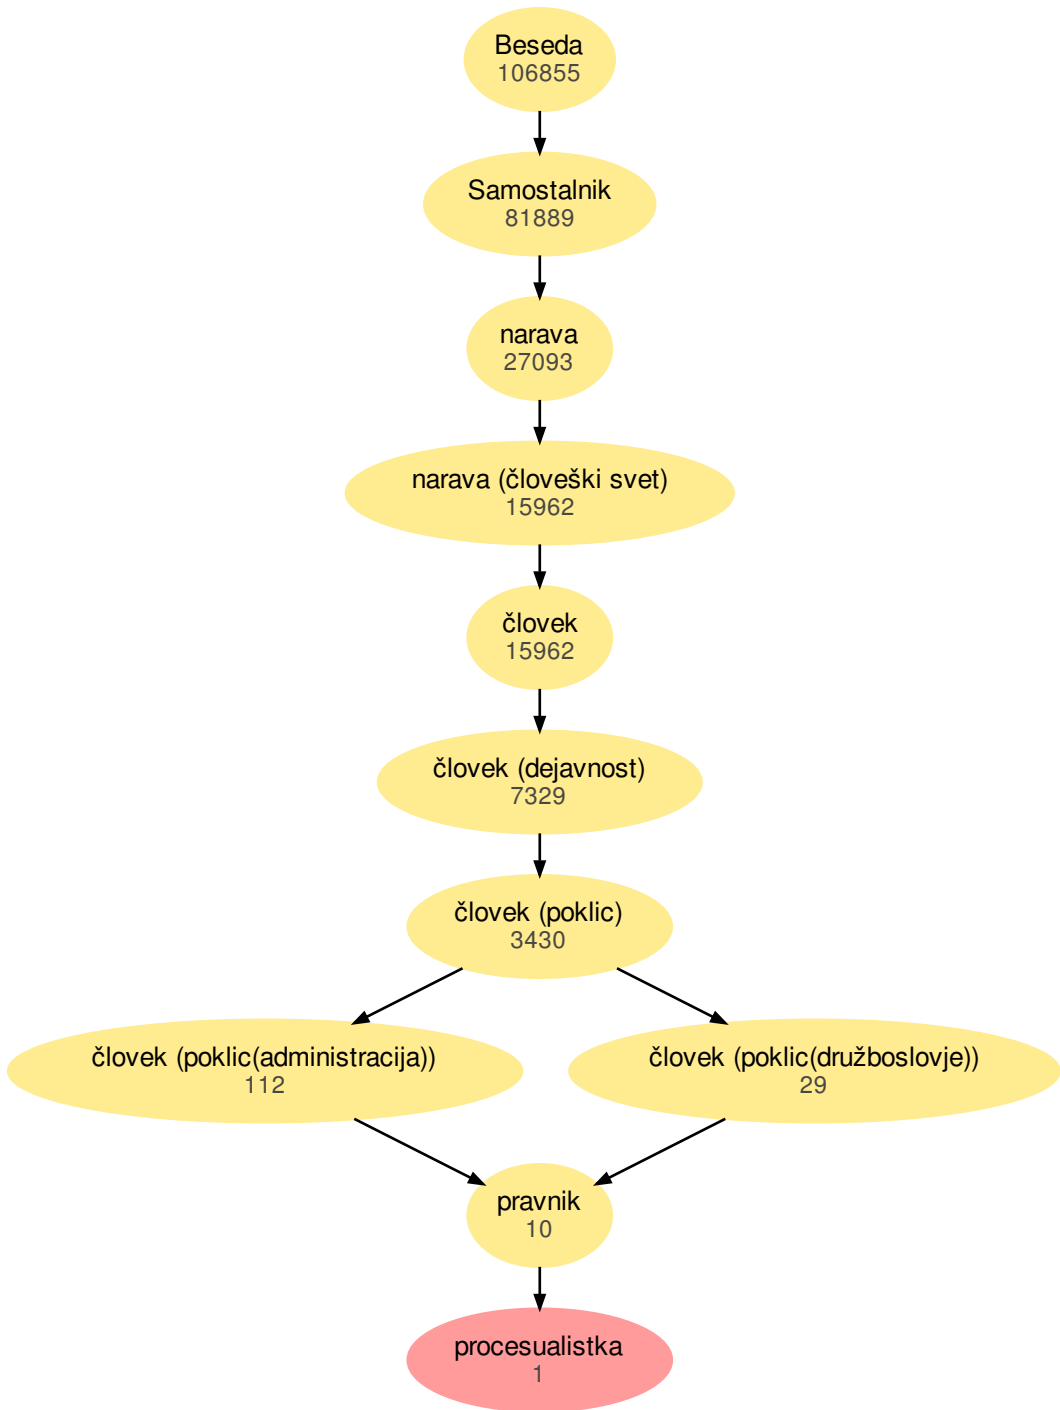 Beseda
106855
Samostalnik
81889
narava
27093
narava (človeški svet)
15962
človek
15962
človek (dejavnost)
7329
človek (poklic)
3430
človek (poklic(administracija))
112
človek (poklic(družboslovje))
29
pravnik
10
procesualistka
1